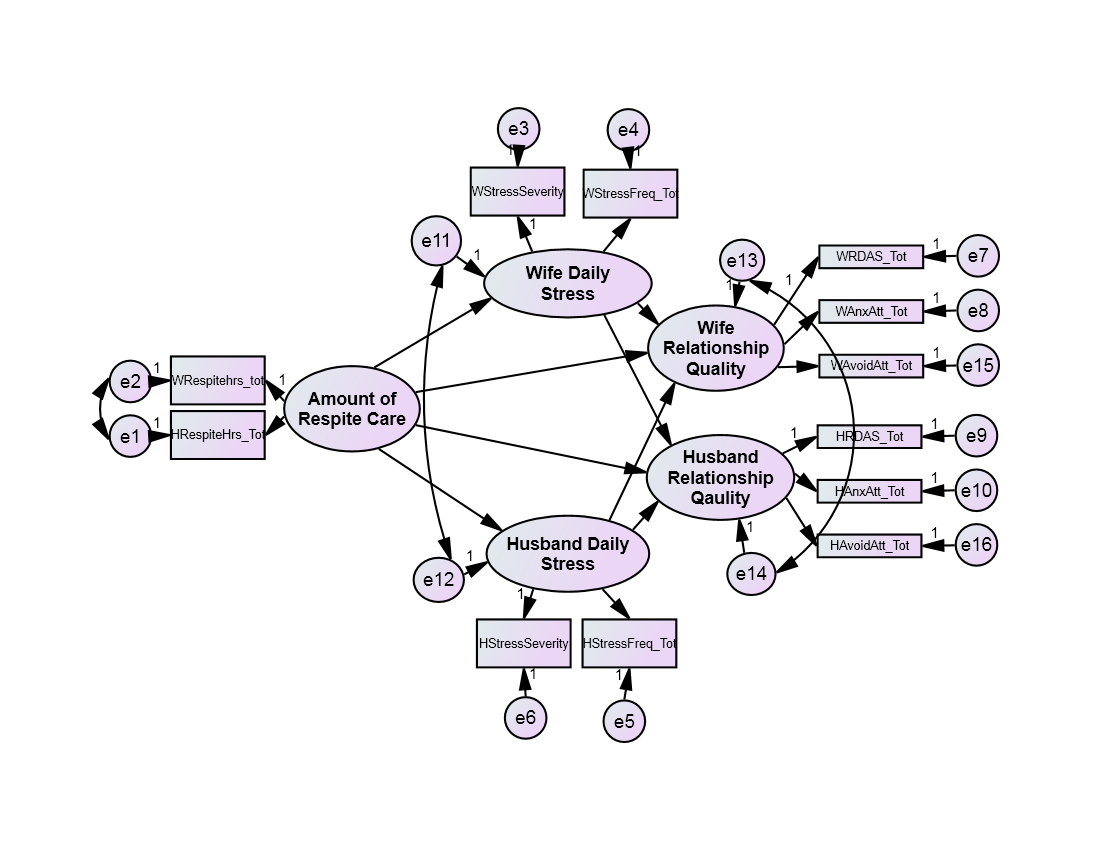 e3
e4
1
1
WStressSeverity
WStressFreq_Tot
1
e11
1
e13
1
1
WRDAS_Tot
1
e7
Wife Daily
Stress
WAnxAtt_Tot
1
e8
Wife
Relationship
Quality
WAvoidAtt_Tot
1
e15
e2
1
WRespitehrs_tot
1
e1
1
HRespiteHrs_Tot
Amount of
Respite Care
1
HRDAS_Tot
1
e9
Husband
Relationship
Qaulity
HAnxAtt_Tot
1
e10
HAvoidAtt_Tot
1
e16
1
e14
Husband Daily
Stress
e12
1
1
HStressSeverity
HStressFreq_Tot
1
1
e6
e5